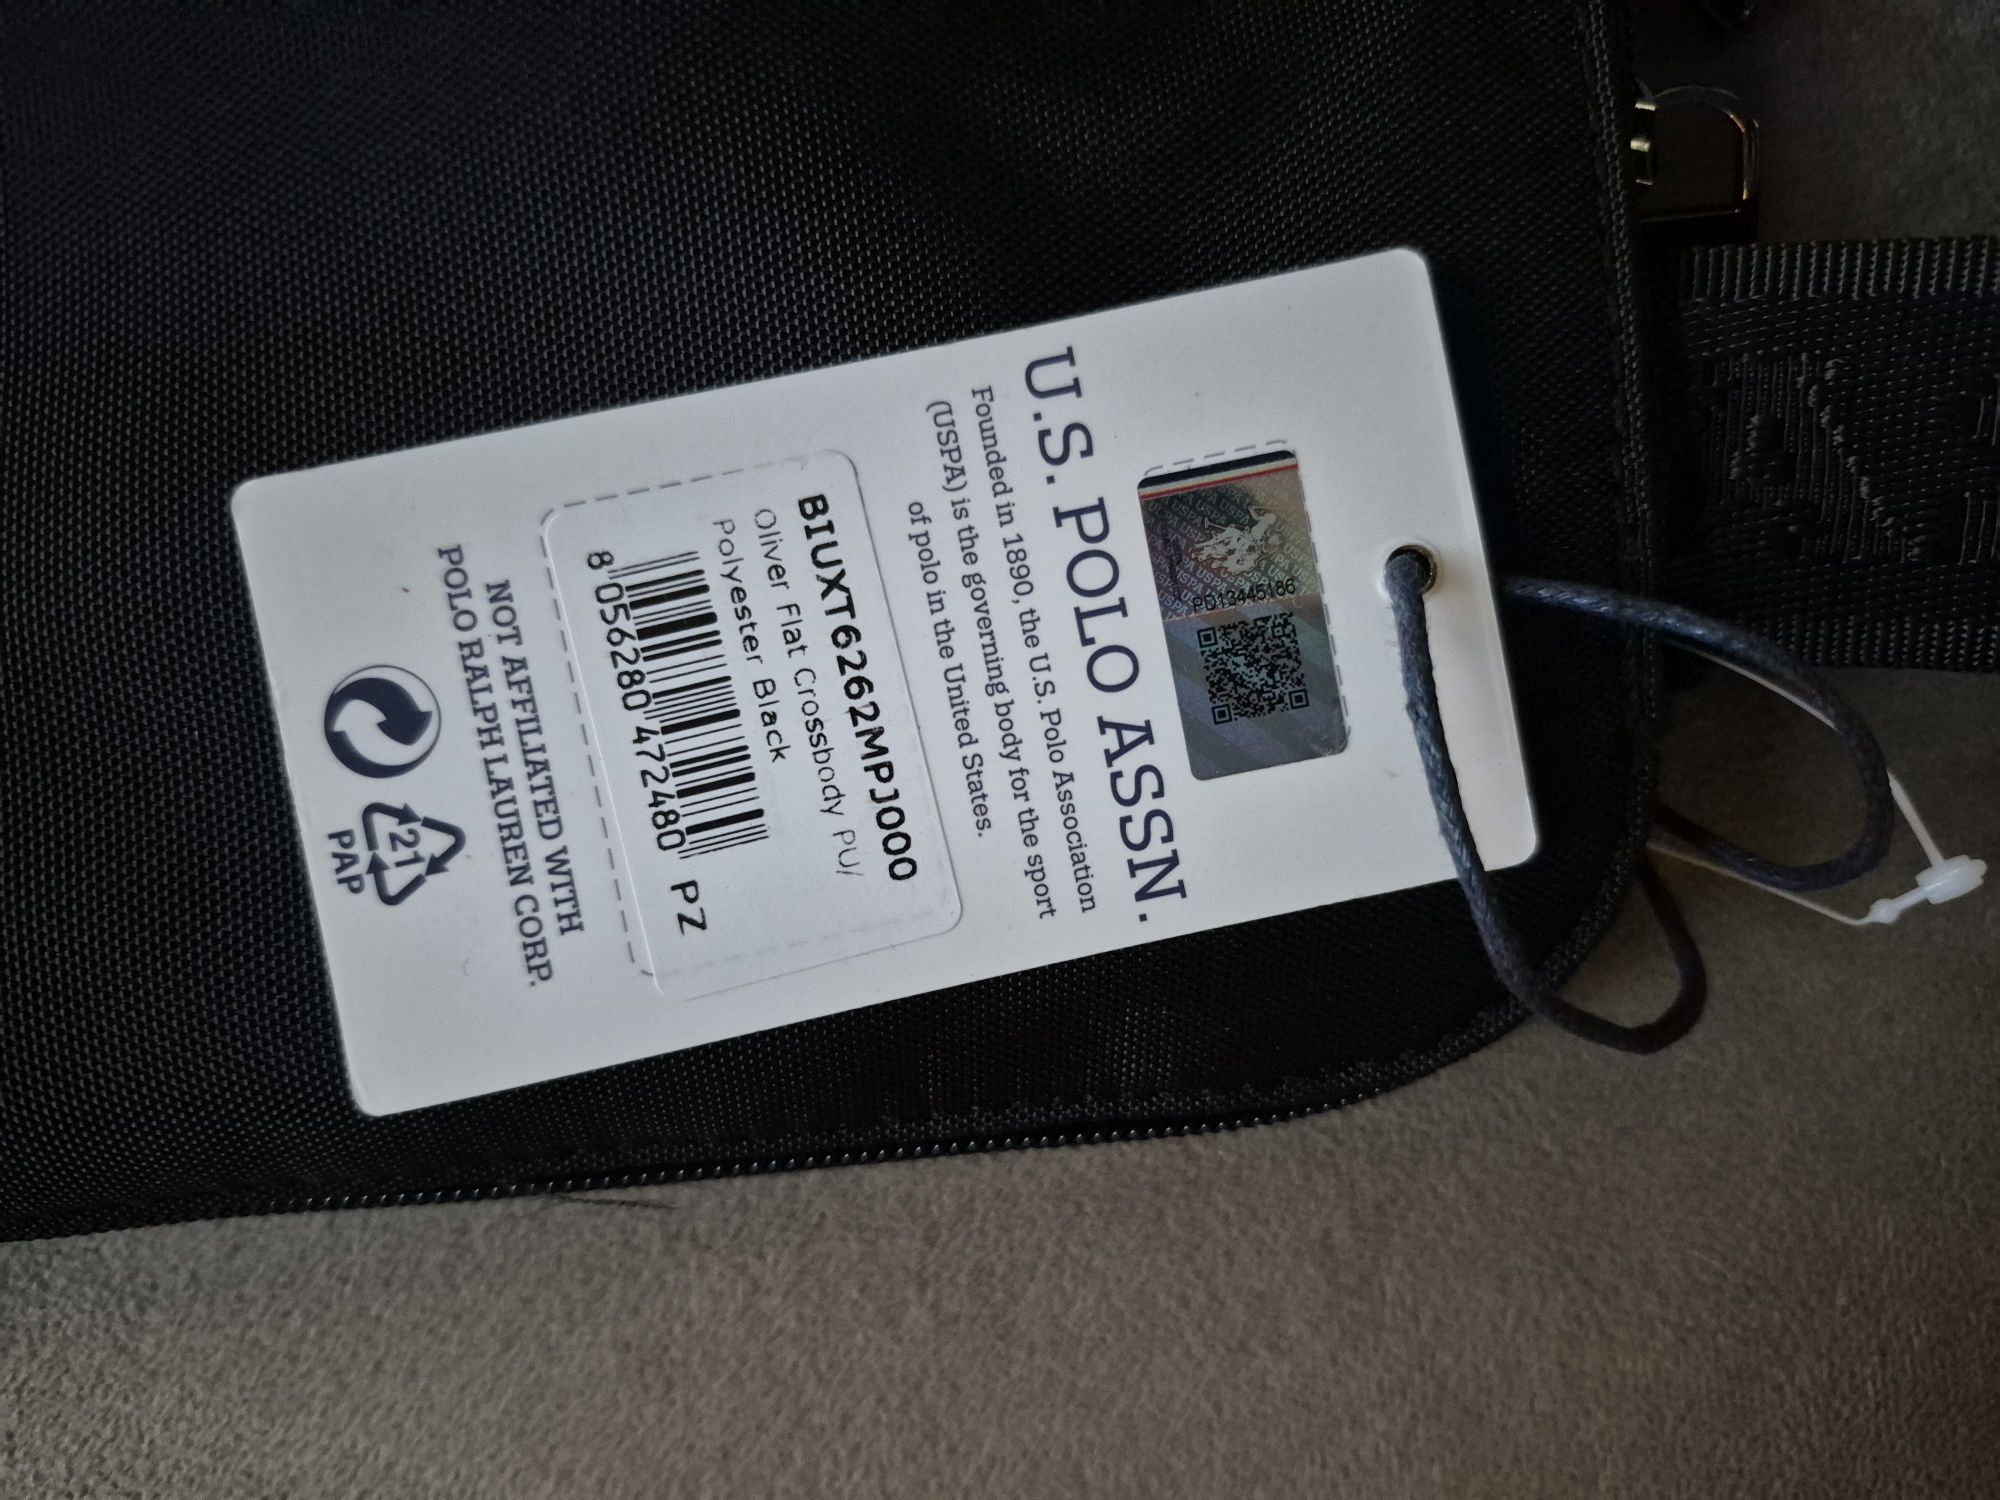 PD13445186
U.S. POLO ASSN.
Founded in 1890, the U.S. Polo Association
(USPA) is the governing body for the sport
of polo in the United States.
BIUXT6262MPJ000
Oliver Flat Crossbody PU/
Polyester Black
8 056280 472480 PZ
NOT AFFILIATED WITH
POLO RALPH LAUREN CORP.
21
PAP